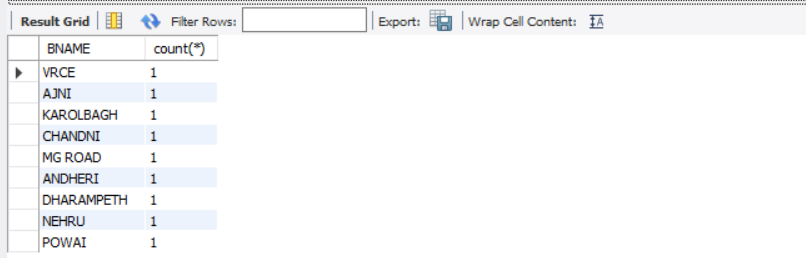 Result Grid Filter Rows: Export: Wrap Cell Content: IA
BNAME count(*)
VRCE 1
AJNI 1
KAROLBAGH 1
CHANDNI 1
MG ROAD 1
ANDHERI 1
DHARAMPETH 1
NEHRU 1
POWAI 1